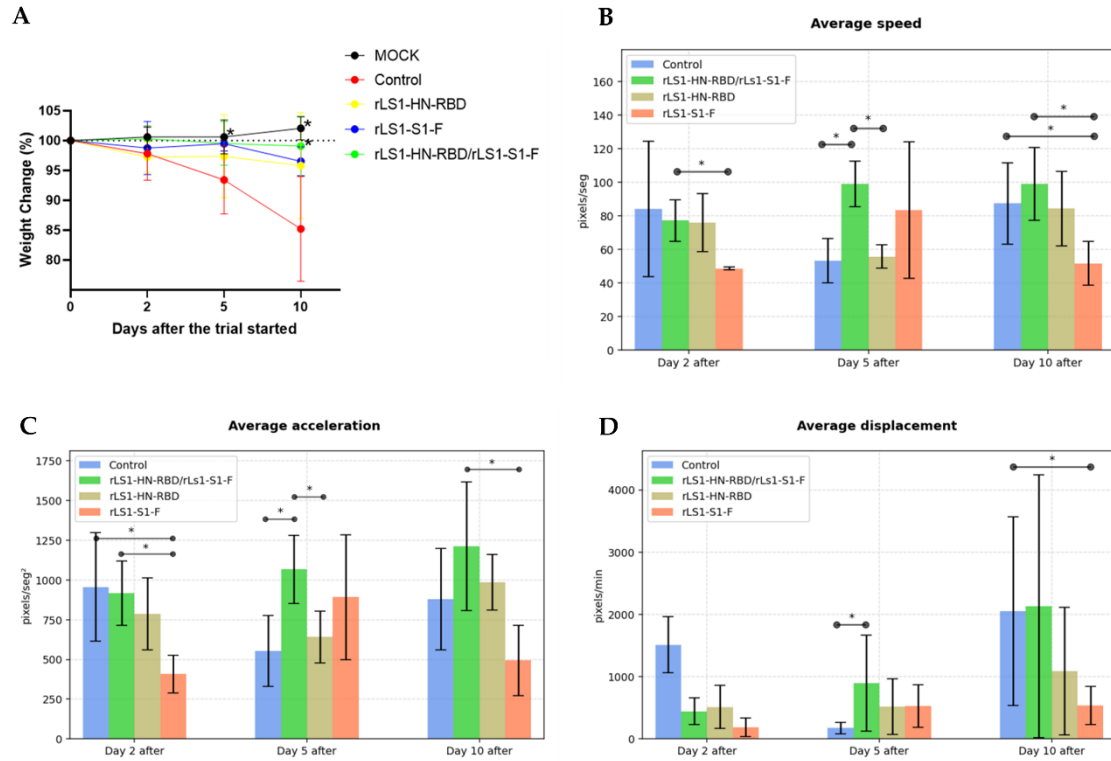 A
MOCK
Control
rLS1-HN-RBD
rLS1-S1-F
rLS1-HN-RBD/rLS1-S1-F
Weight Change (%)
105
100
95
90
85
80
*
*
*
0
2
5
10
Days after the trial started
B
Average speed
Control
rLS1-HN-RBD/rLs1-S1-F
rLS1-HN-RBD
rLS1-S1-F
pixels/seg
160
140
120
100
80
60
40
20
0
*
*
*
*
*
Day 2 after
Day 5 after
Day 10 after
C
Average acceleration
Control
rLS1-HN-RBD/rLs1-S1-F
rLS1-HN-RBD
rLS1-S1-F
pixels/seg²
1750
1500
1250
1000
750
500
250
0
*
*
*
*
*
Day 2 after
Day 5 after
Day 10 after
D
Average displacement
Control
rLS1-HN-RBD/rLs1-S1-F
rLS1-HN-RBD
rLS1-S1-F
pixels/min
4000
3000
2000
1000
0
*
*
Day 2 after
Day 5 after
Day 10 after